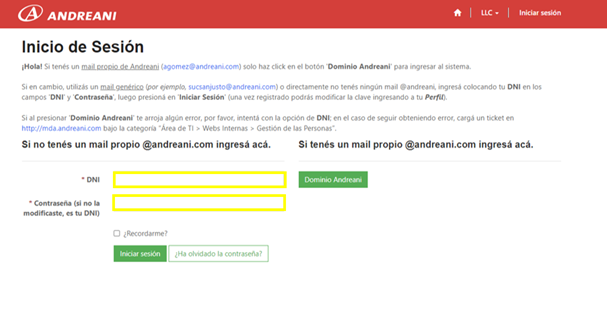 ANDREANI
LLC
Iniciar sesión
Inicio de Sesión
¡Hola! Si tenés un mail propio de Andreani (agomez@andreani.com) solo haz click en el botón 'Dominio Andreani' para ingresar al sistema.
Si en cambio, utilizás un mail genérico (por ejemplo, sucsanjusto@andreani.com) o directamente no tenés ningún mail @andreani, ingresá colocando tu DNI en los
campos 'DNI' y 'Contraseña', luego presioná en 'Iniciar Sesión' (una vez registrado podrás modificar la clave ingresando a tu Perfil).
Si al presionar 'Dominio Andreani' te arroja algún error, por favor, intentá con la opción de DNI; en el caso de seguir obteniendo error, cargá un ticket en
http://mda.andreani.com bajo la categoría "Área de TI > Webs Internas > Gestión de las Personas".
Si no tenés un mail propio @andreani.com ingresá acá.
Si tenés un mail propio @andreani.com ingresá acá.
* DNI
Dominio Andreani
* Contraseña (si no la
modificaste, es tu DNI)
¿Recordarme?
Iniciar sesión
¿Ha olvidado la contraseña?